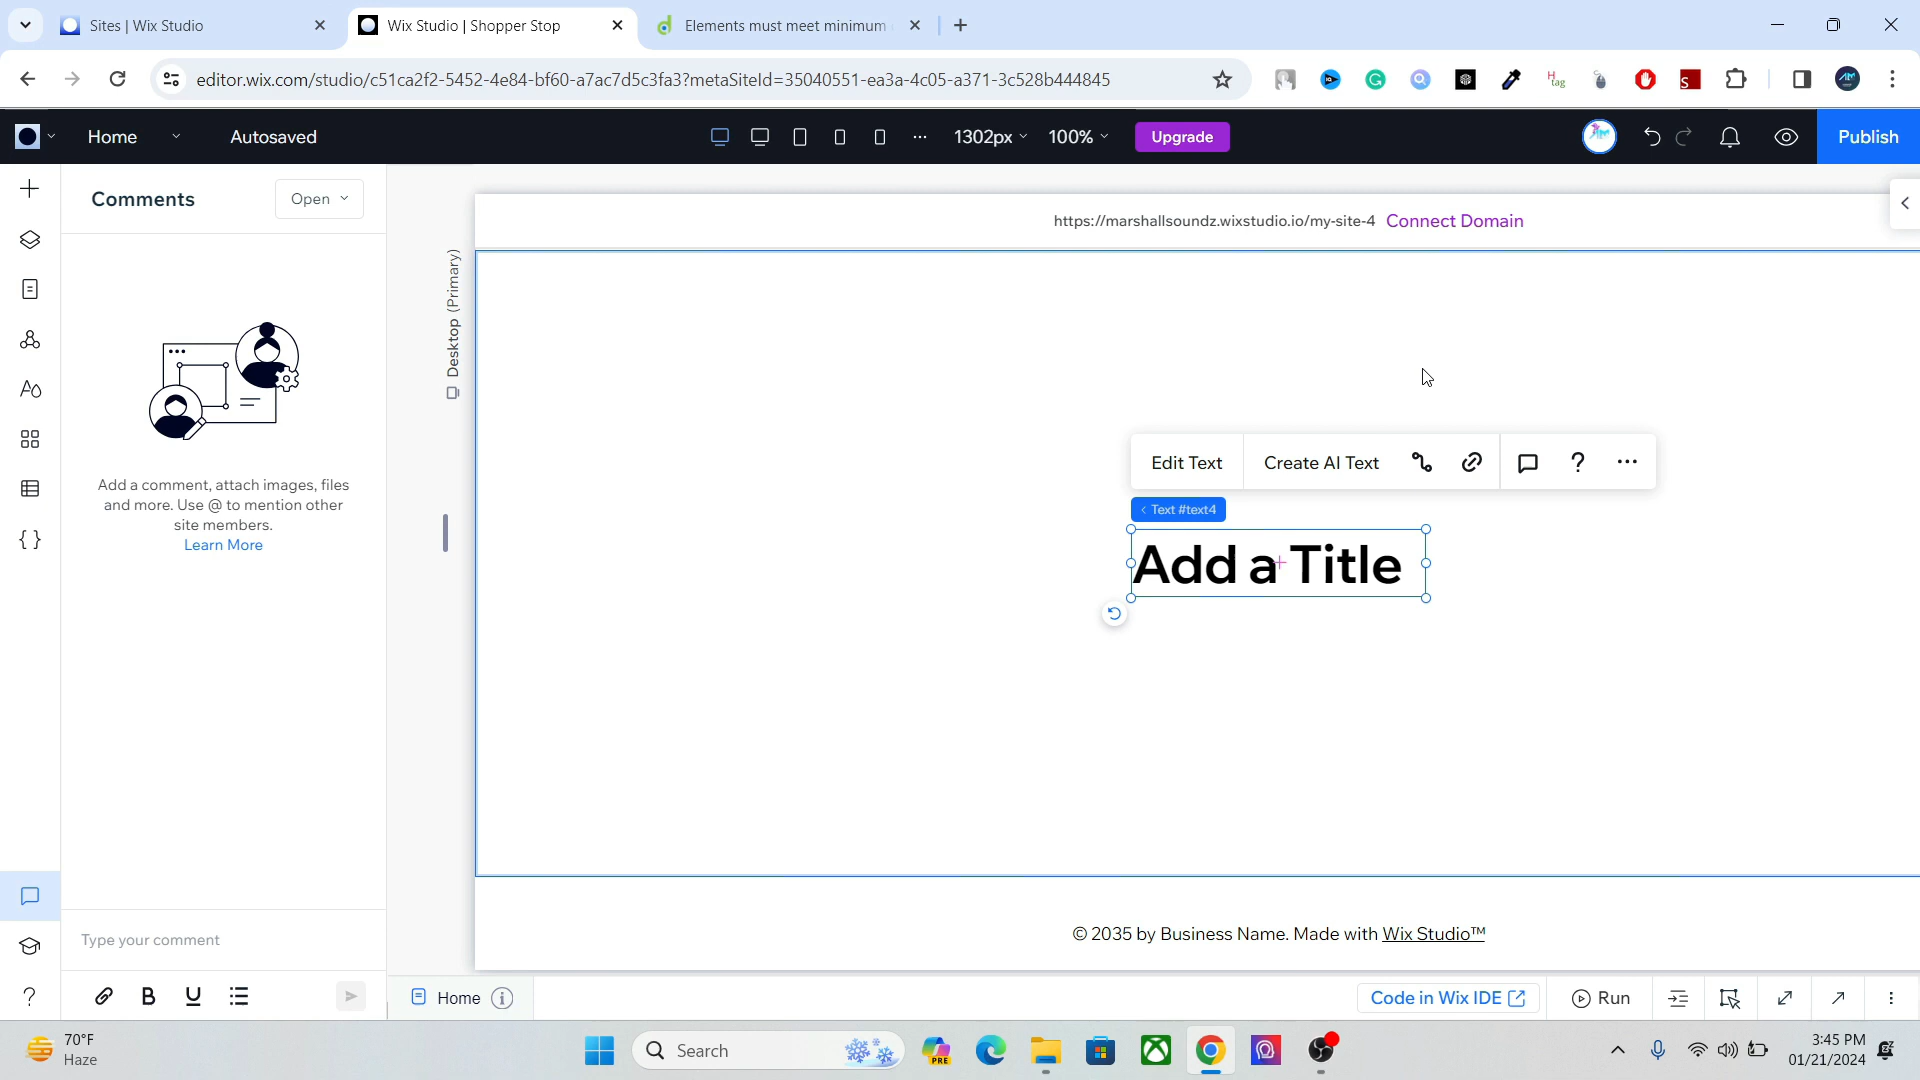 Sites | Wix Studio
Wix Studio | Shopper Stop
Elements must meet minimum
editor.wix.com/studio/c51ca2f2-5452-4e84-bf60-a7ac7d5c3fa3?metaSiteId=35040551-ea3a-4c05-a371-3c528b444845
Home
Autosaved
1302px
100%
Upgrade
Publish
Comments
Open
https://marshallsoundz.wixstudio.io/my-site-4 Connect Domain
Desktop (Primary)
Edit Text
Create AI Text
< Text #text4
Add a Title
Add a comment, attach images, files
and more. Use @ to mention other
site members.
Learn More
Type your comment
© 2035 by Business Name. Made with Wix Studio™
Home
Code in Wix IDE
Run
70°F
Haze
Search
PRE
3:45 PM
01/21/2024